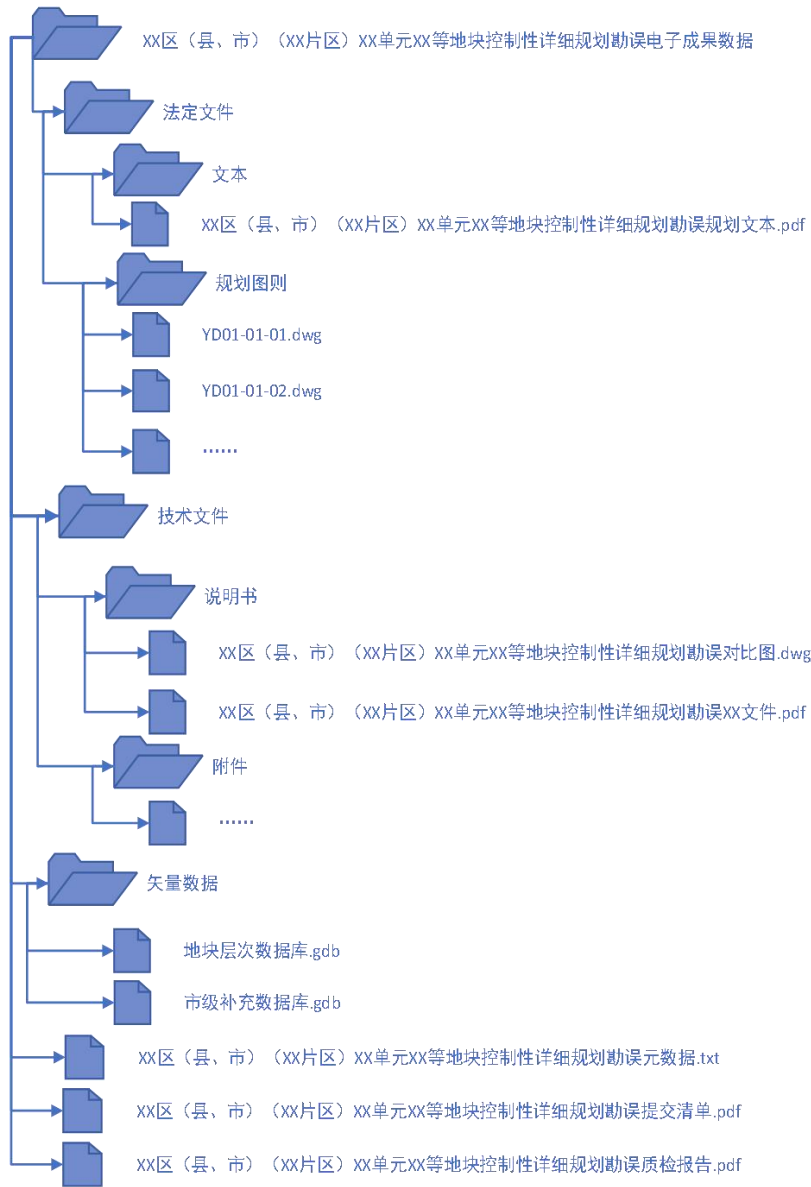 XX区（县、市）（XX片区）XX单元XX等地块控制性详细规划勘误电子成果数据
法定文件
文本
XX区（县、市）（XX片区）XX单元XX等地块控制性详细规划勘误规划文本.pdf
规划图则
YD01-01-01.dwg
YD01-01-02.dwg
……
技术文件
说明书
XX区（县、市）（XX片区）XX单元XX等地块控制性详细规划勘误对比图.dwg
XX区（县、市）（XX片区）XX单元XX等地块控制性详细规划勘误XX文件.pdf
附件
……
矢量数据
地块层次数据库.gdb
市级补充数据库.gdb
XX区（县、市）（XX片区）XX单元XX等地块控制性详细规划勘误元数据.txt
XX区（县、市）（XX片区）XX单元XX等地块控制性详细规划勘误提交清单.pdf
XX区（县、市）（XX片区）XX单元XX等地块控制性详细规划勘误质检报告.pdf